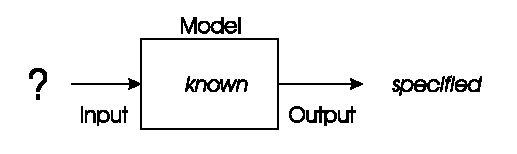 Model
? known specified
Input Output